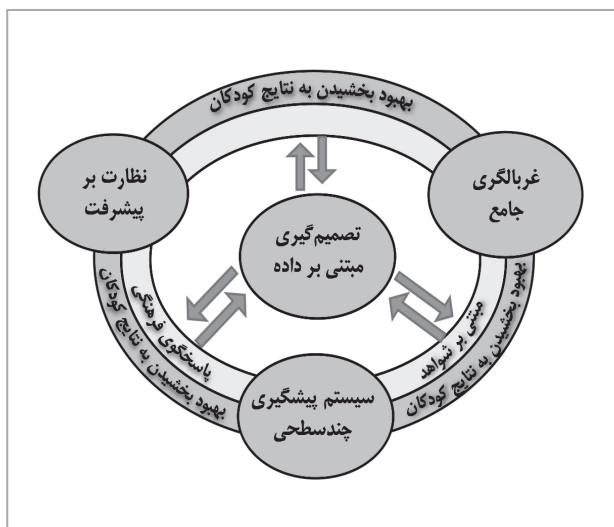 بهبود بخشیدن به نتایج کودکان
غربالگری
جامع
نظارت بر
پیشرفت
تصمیم‌گیری
مبتنی بر داده
مبتنی بر شواهد
بهبود بخشیدن به نتایج کودکان
پاسخگوی فرهنگی
بهبود بخشیدن به نتایج کودکان
سیستم پیشگیری
چندسطحی